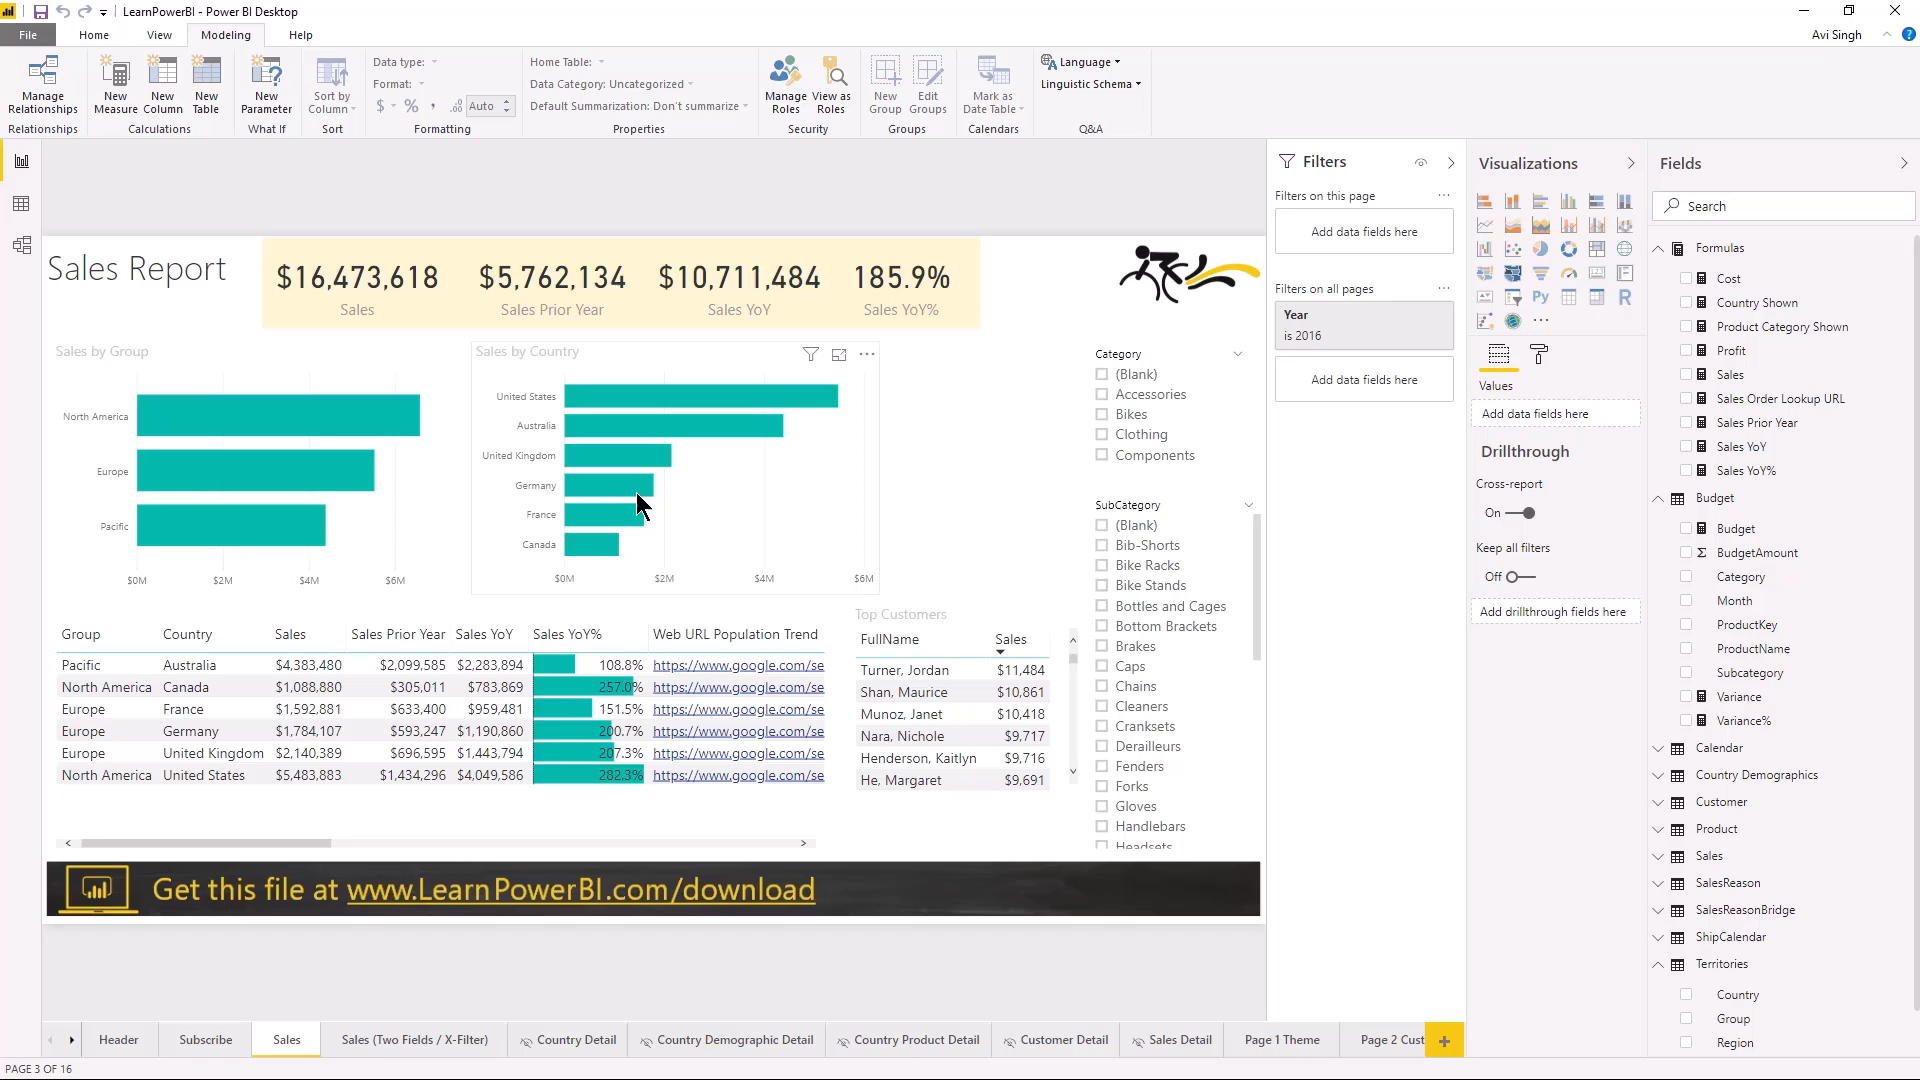 LearnPowerBI - Power BI Desktop
File Home View Modeling Help Avi Singh
Manage Relationships
Relationships
New Measure New Column New Table
Calculations
New Parameter
What If
Sort by Column
Sort
Data type:
Format:
$ % , .00 Auto
Formatting
Home Table:
Data Category: Uncategorized
Default Summarization: Don't summarize
Properties
Manage Roles View as Roles
Security
New Group Edit Groups
Groups
Mark as Date Table
Calendars
Language
Linguistic Schema
Q&A
Sales Report
$16,473,618 $5,762,134 $10,711,484 185.9%
Sales Sales Prior Year Sales YoY Sales YoY%
Sales by Group
North America
Europe
Pacific
$0M $2M $4M $6M
Sales by Country
United States
Australia
United Kingdom
Germany
France
Canada
$0M $2M $4M $6M
Group Country Sales Sales Prior Year Sales YoY Sales YoY% Web URL Population Trend
Pacific Australia $4,383,480 $2,099,585 $2,283,894 108.8% https://www.google.com/se
North America Canada $1,088,880 $305,011 $783,869 257.0% https://www.google.com/se
Europe France $1,592,881 $633,400 $959,481 151.5% https://www.google.com/se
Europe Germany $1,784,107 $593,247 $1,190,860 200.7% https://www.google.com/se
Europe United Kingdom $2,140,389 $696,595 $1,443,794 207.3% https://www.google.com/se
North America United States $5,483,883 $1,434,296 $4,049,586 282.3% https://www.google.com/se
Top Customers
FullName Sales
Turner, Jordan $11,484
Shan, Maurice $10,861
Munoz, Janet $10,418
Nara, Nichole $9,717
Henderson, Kaitlyn $9,716
He, Margaret $9,691
Category
(Blank)
Accessories
Bikes
Clothing
Components
SubCategory
(Blank)
Bib-Shorts
Bike Racks
Bike Stands
Bottles and Cages
Bottom Brackets
Brakes
Caps
Chains
Cleaners
Cranksets
Derailleurs
Fenders
Forks
Gloves
Handlebars
Headsets
Get this file at www.LearnPowerBI.com/download
Filters
Filters on this page
Add data fields here
Filters on all pages
Year
is 2016
Add data fields here
Visualizations
Py R
Values
Add data fields here
Drillthrough
Cross-report
On
Keep all filters
Off
Add drillthrough fields here
Fields
Search
Formulas
Cost
Country Shown
Product Category Shown
Profit
Sales
Sales Order Lookup URL
Sales Prior Year
Sales YoY
Sales YoY%
Budget
Budget
BudgetAmount
Category
Month
ProductKey
ProductName
Subcategory
Variance
Variance%
Calendar
Country Demographics
Customer
Product
Sales
SalesReason
SalesReasonBridge
ShipCalendar
Territories
Country
Group
Region
Header Subscribe Sales Sales (Two Fields / X-Filter) Country Detail Country Demographic Detail Country Product Detail Customer Detail Sales Detail Page 1 Theme Page 2 Cust
PAGE 3 OF 16